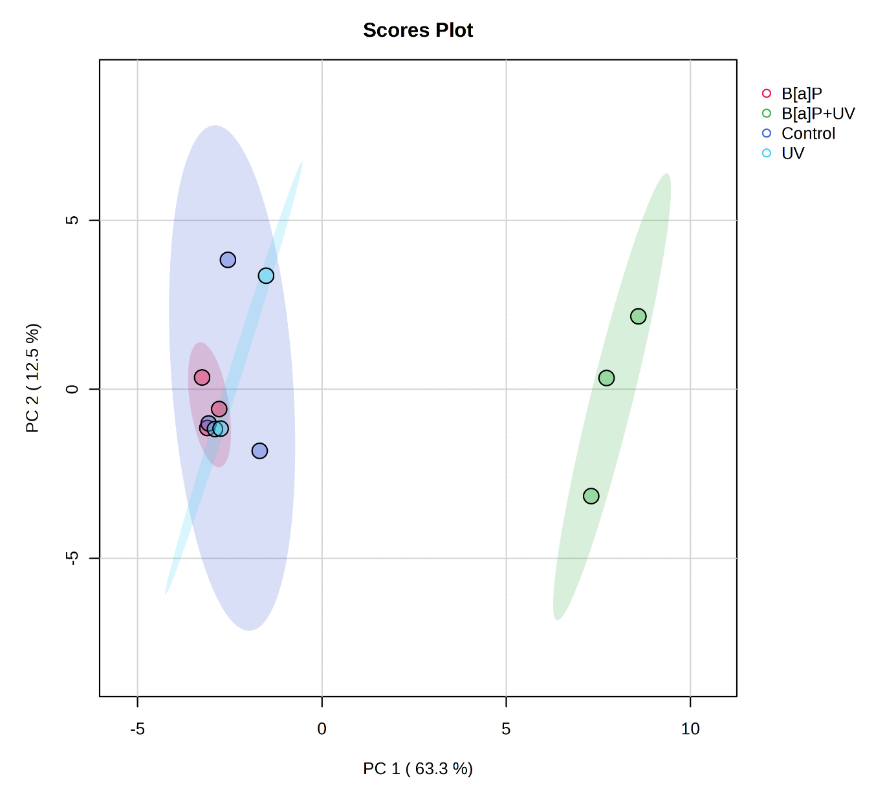 Scores Plot
B[a]P
B[a]P+UV
Control
UV
5
0
-5
PC 2 ( 12.5 %)
-5
0
5
10
PC 1 ( 63.3 %)